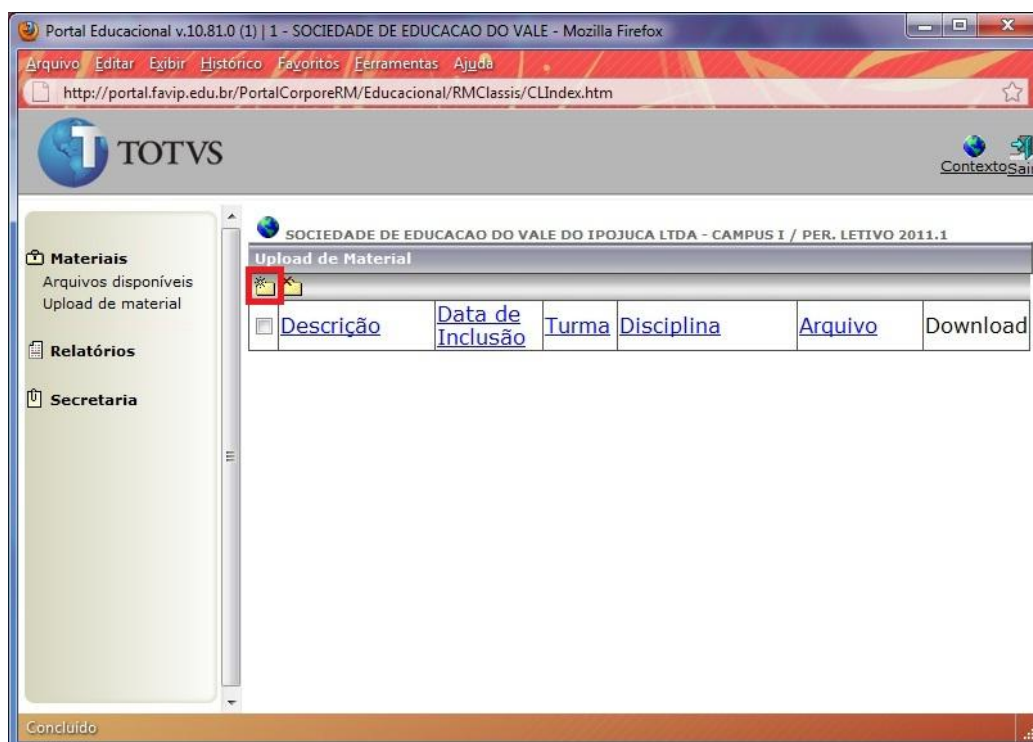 Portal Educacional v.10.81.0 (1) | 1 - SOCIEDADE DE EDUCACAO DO VALE - Mozilla Firefox
Arquivo Editar Exibir Histórico Favoritos Ferramentas Ajuda
http://portal.favip.edu.br/PortalCorporeRM/Educacional/RMClassis/CLIndex.htm
TOTVS
Contexto Sair
SOCIEDADE DE EDUCACAO DO VALE DO IPOJUCA LTDA - CAMPUS I / PER. LETIVO 2011.1
Materiais
Arquivos disponíveis
Upload de material
Relatórios
Secretaria
Upload de Material
Descrição Data de Inclusão Turma Disciplina Arquivo Download
Concluído